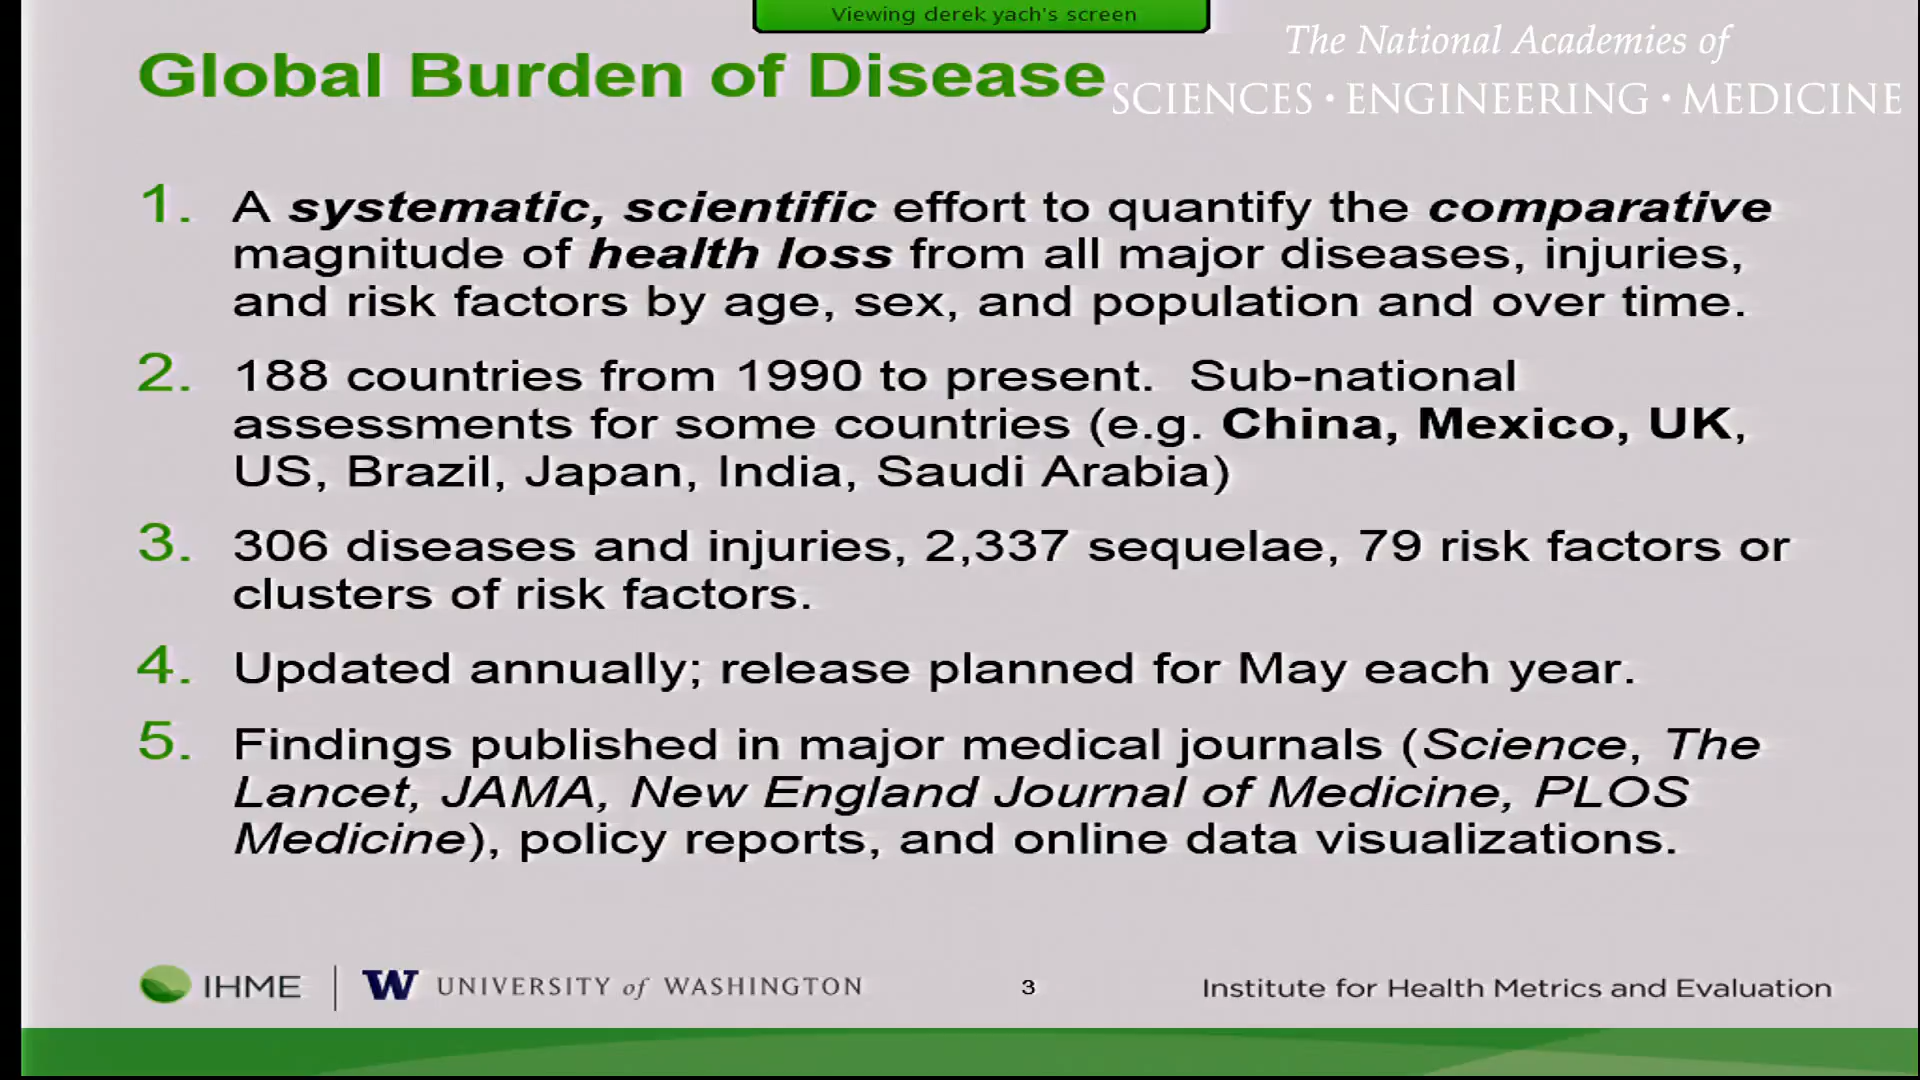 Viewing derek yach's screen
The National Academies of
SCIENCES • ENGINEERING • MEDICINE
Global Burden of Disease
1. A systematic, scientific effort to quantify the comparative
magnitude of health loss from all major diseases, injuries,
and risk factors by age, sex, and population and over time.
2. 188 countries from 1990 to present. Sub-national
assessments for some countries (e.g. China, Mexico, UK,
US, Brazil, Japan, India, Saudi Arabia)
3. 306 diseases and injuries, 2,337 sequelae, 79 risk factors or
clusters of risk factors.
4. Updated annually; release planned for May each year.
5. Findings published in major medical journals (Science, The
Lancet, JAMA, New England Journal of Medicine, PLOS
Medicine), policy reports, and online data visualizations.
IHME | W UNIVERSITY of WASHINGTON 3 Institute for Health Metrics and Evaluation